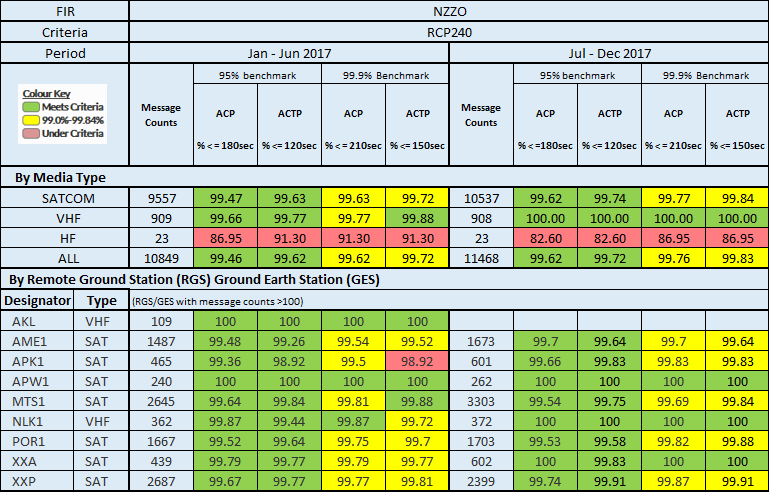 FIR NZZO
Criteria RCP240
Period Jan - Jun 2017 Jul - Dec 2017
Colour Key
Meets Criteria
99.0%-99.84%
Under Criteria
Message Counts 95% benchmark 99.9% Benchmark Message Counts 95% benchmark 99.9% Benchmark
ACP ACTP ACP ACTP ACP ACTP ACP ACTP
% <= 180sec % <= 120sec % <= 210sec % <= 150sec % <=180sec % <= 120sec % <= 210sec % <= 150sec
By Media Type
SATCOM 9557 99.47 99.63 99.63 99.72 10537 99.62 99.74 99.77 99.84
VHF 909 99.66 99.77 99.77 99.88 908 100.00 100.00 100.00 100.00
HF 23 86.95 91.30 91.30 91.30 23 82.60 82.60 86.95 86.95
ALL 10849 99.46 99.62 99.62 99.72 11468 99.62 99.72 99.76 99.83
By Remote Ground Station (RGS) Ground Earth Station (GES)
Designator Type (RGS/GES with message counts >100)
AKL VHF 109 100 100 100 100
AME1 SAT 1487 99.48 99.26 99.54 99.52 1673 99.7 99.64 99.7 99.64
APK1 SAT 465 99.36 98.92 99.5 98.92 601 99.66 99.83 99.83 99.83
APW1 SAT 240 100 100 100 100 262 100 100 100 100
MTS1 SAT 2645 99.64 99.84 99.81 99.88 3303 99.54 99.75 99.69 99.84
NLK1 VHF 362 99.87 99.44 99.87 99.72 372 100 100 100 100
POR1 SAT 1667 99.52 99.64 99.75 99.7 1703 99.53 99.58 99.82 99.88
XXA SAT 439 99.79 99.77 99.79 99.77 602 100 99.83 100 100
XXP SAT 2687 99.67 99.77 99.77 99.81 2399 99.74 99.91 99.87 99.91